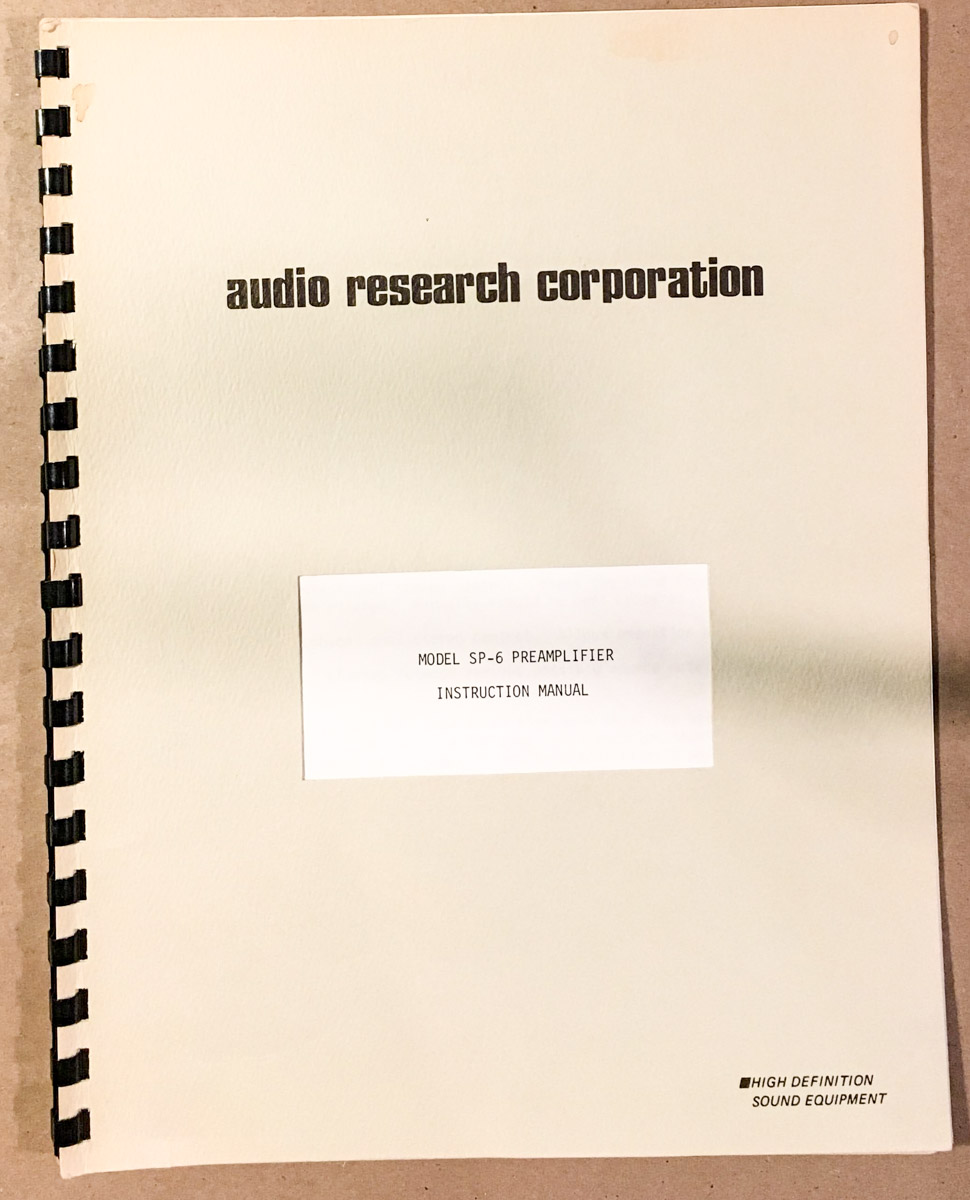 audio research corporation
MODEL SP-6 PREAMPLIFIER
INSTRUCTION MANUAL
HIGH DEFINITION
SOUND EQUIPMENT